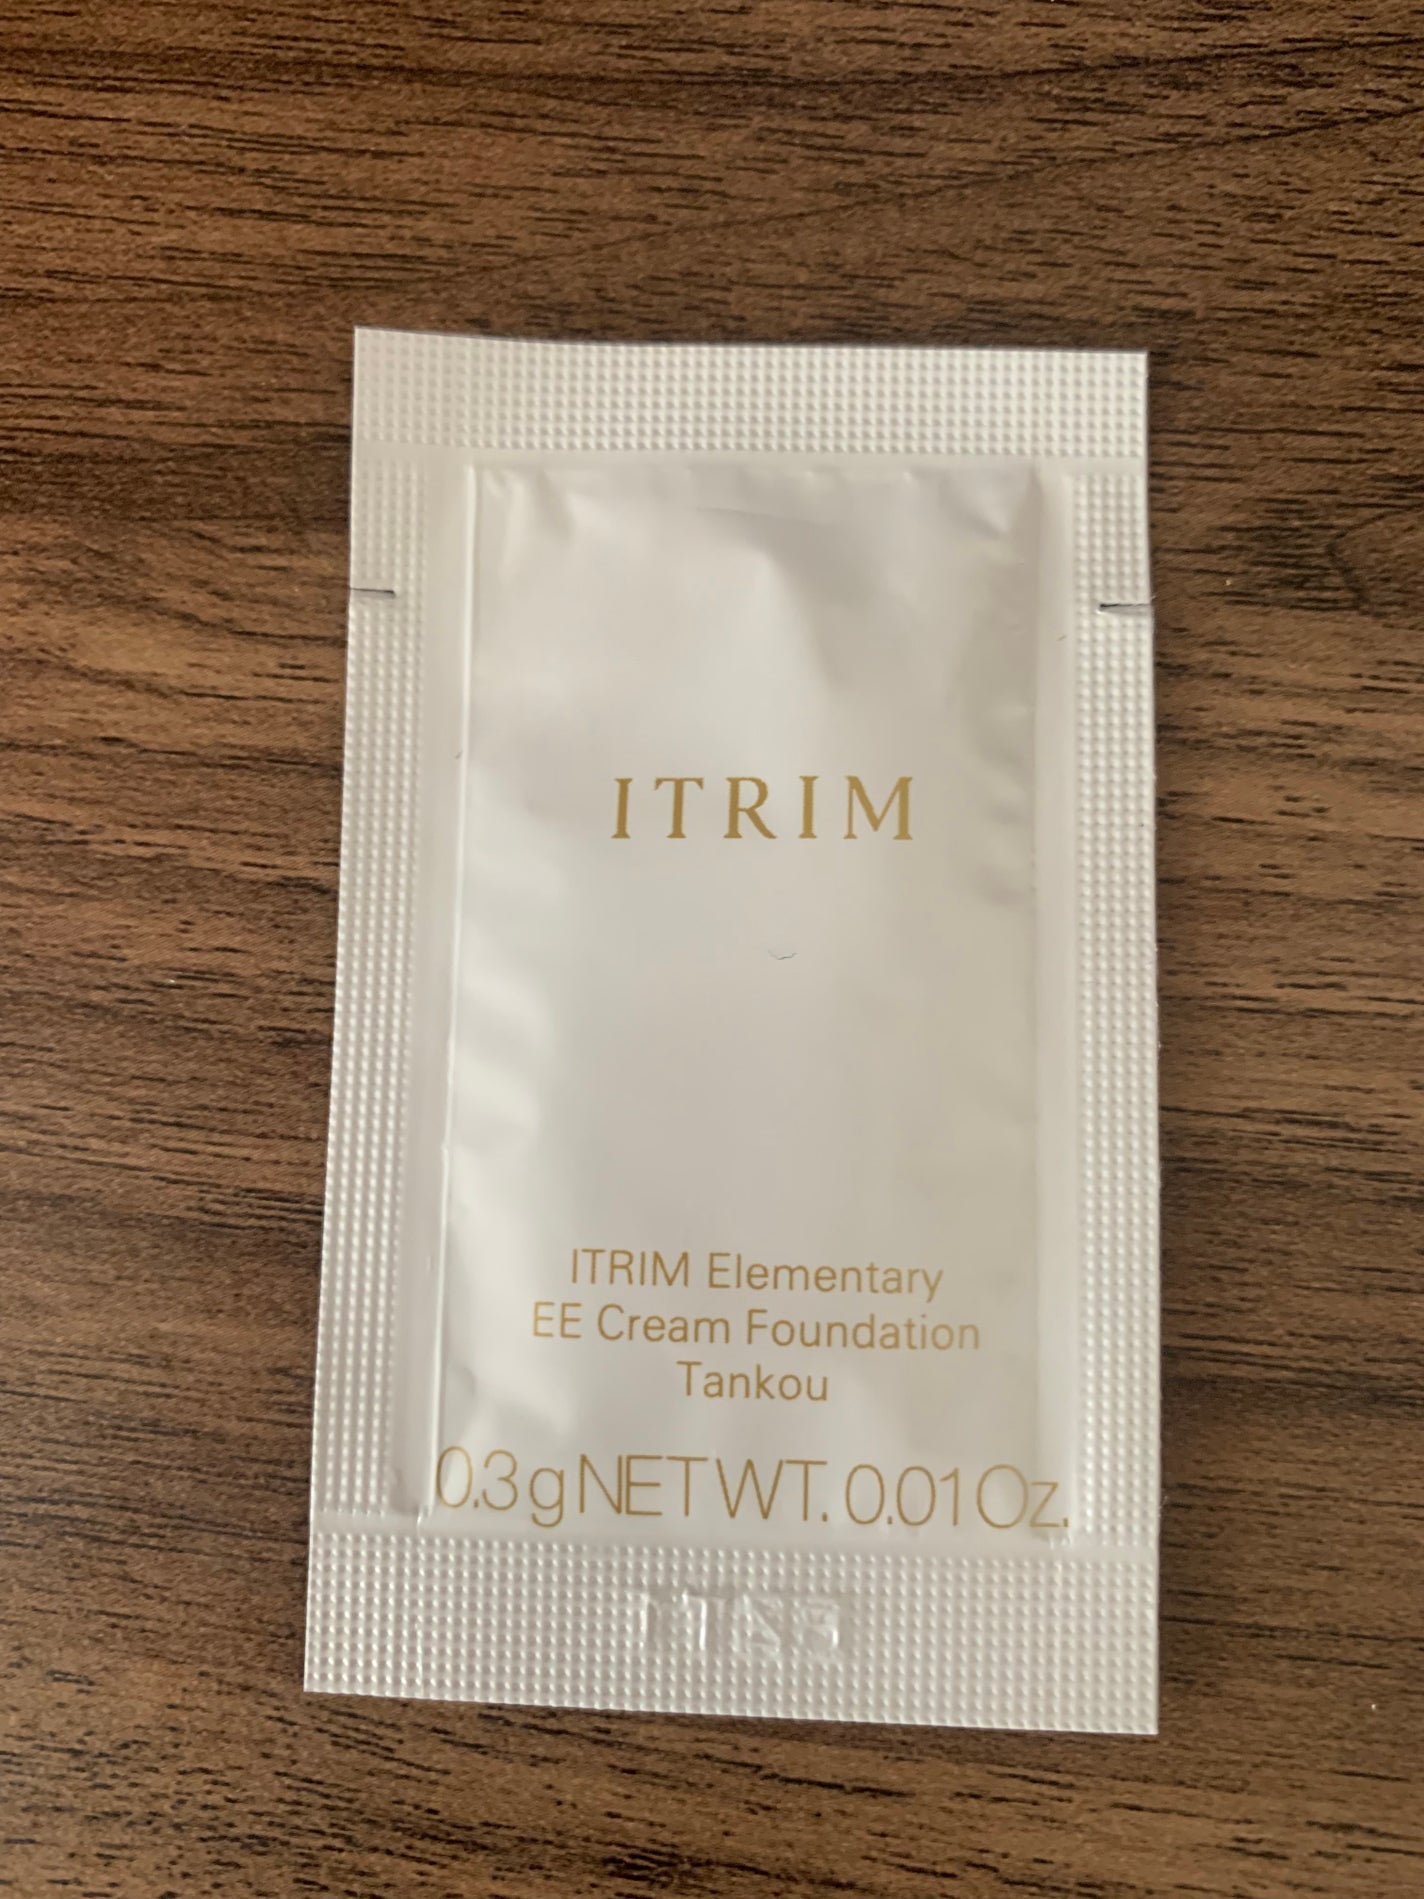 ITRIM
ITRIM Elementary
EE Cream Foundation
Tankou
0.3g NET WT. 0.01 Oz.